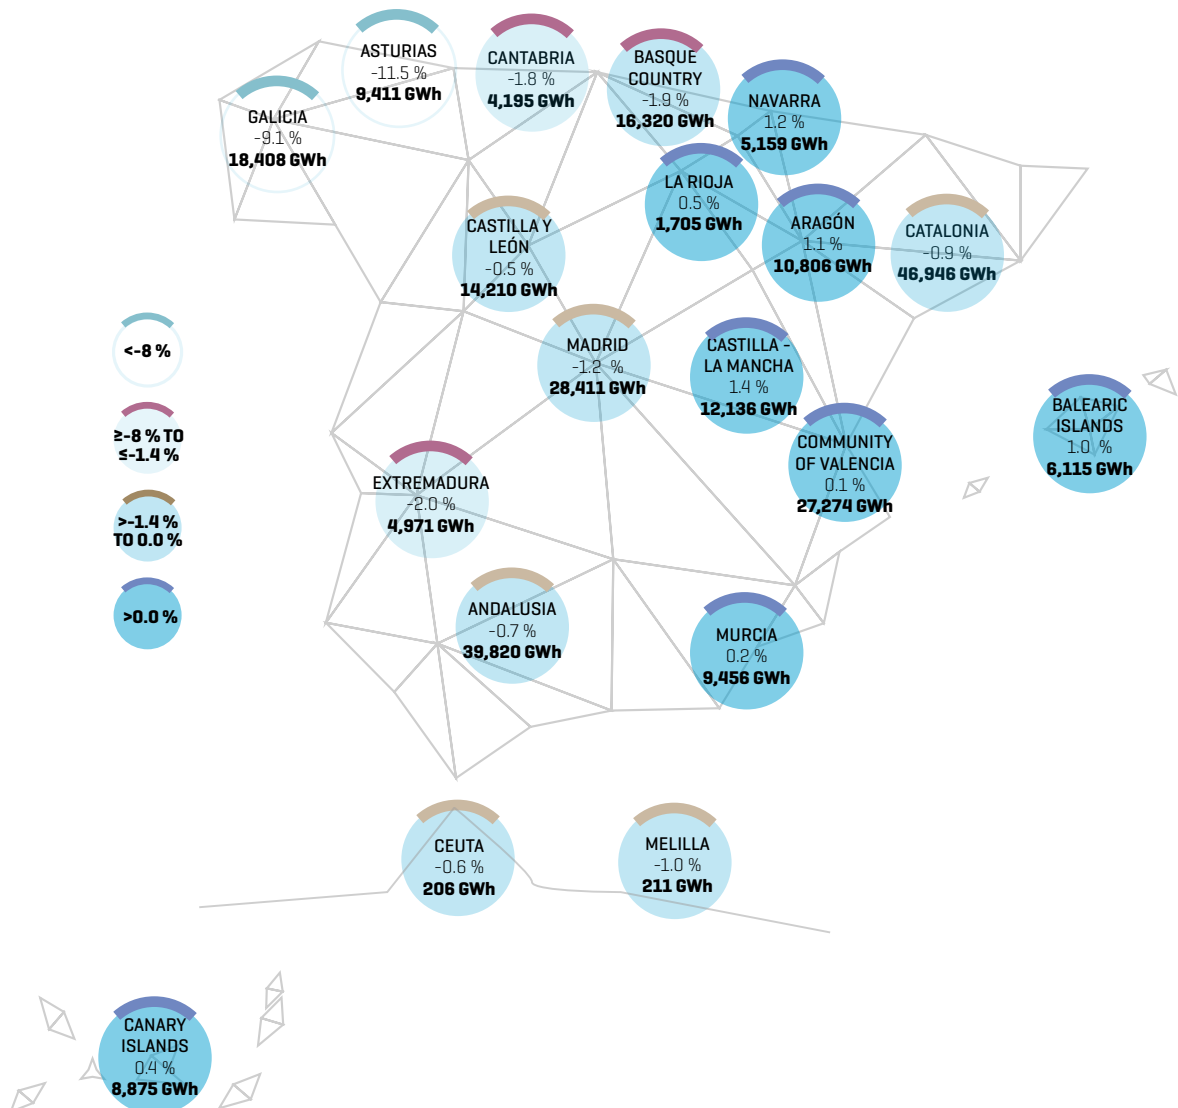 ASTURIAS
-11.5 %
9,411 GWh
CANTABRIA
-1.8 %
4,195 GWh
BASQUE
COUNTRY
-1.9 %
16,320 GWh
NAVARRA
1.2 %
5,159 GWh
GALICIA
-9.1 %
18,408 GWh
LA RIOJA
0.5 %
1,705 GWh
CASTILLA Y
LEÓN
-0.5 %
14,210 GWh
ARAGÓN
1.1 %
10,806 GWh
CATALONIA
-0.9 %
46,946 GWh
MADRID
-1.2 %
28,411 GWh
CASTILLA -
LA MANCHA
1.4 %
12,136 GWh
BALEARIC
ISLANDS
1.0 %
6,115 GWh
COMMUNITY
OF VALENCIA
0.1 %
27,274 GWh
EXTREMADURA
-2.0 %
4,971 GWh
ANDALUSIA
-0.7 %
39,820 GWh
MURCIA
0.2 %
9,456 GWh
CEUTA
-0.6 %
206 GWh
MELILLA
-1.0 %
211 GWh
CANARY
ISLANDS
0.4 %
8,875 GWh
<-8 %
≥-8 % TO
≤-1.4 %
>-1.4 %
TO 0.0 %
>0.0 %